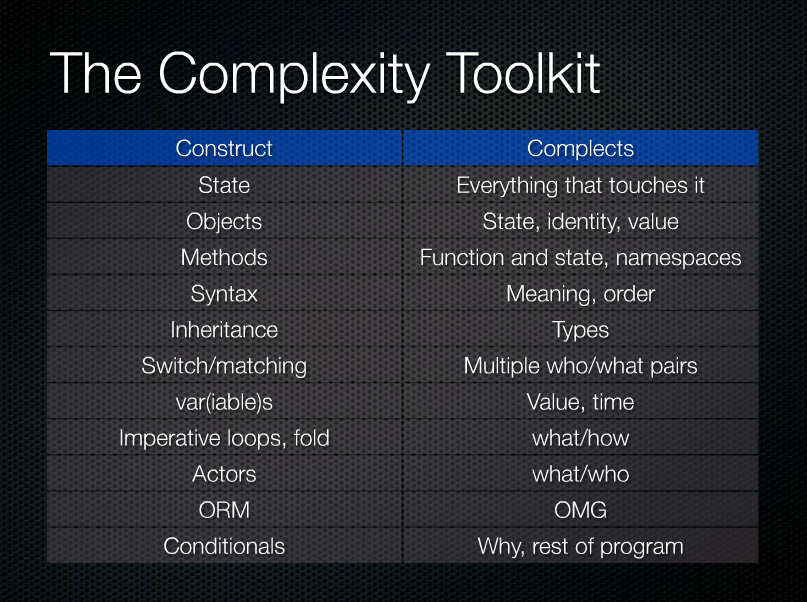 The Complexity Toolkit
Construct Complects
State Everything that touches it
Objects State, identity, value
Methods Function and state, namespaces
Syntax Meaning, order
Inheritance Types
Switch/matching Multiple who/what pairs
var(iable)s Value, time
Imperative loops, fold what/how
Actors what/who
ORM OMG
Conditionals Why, rest of program